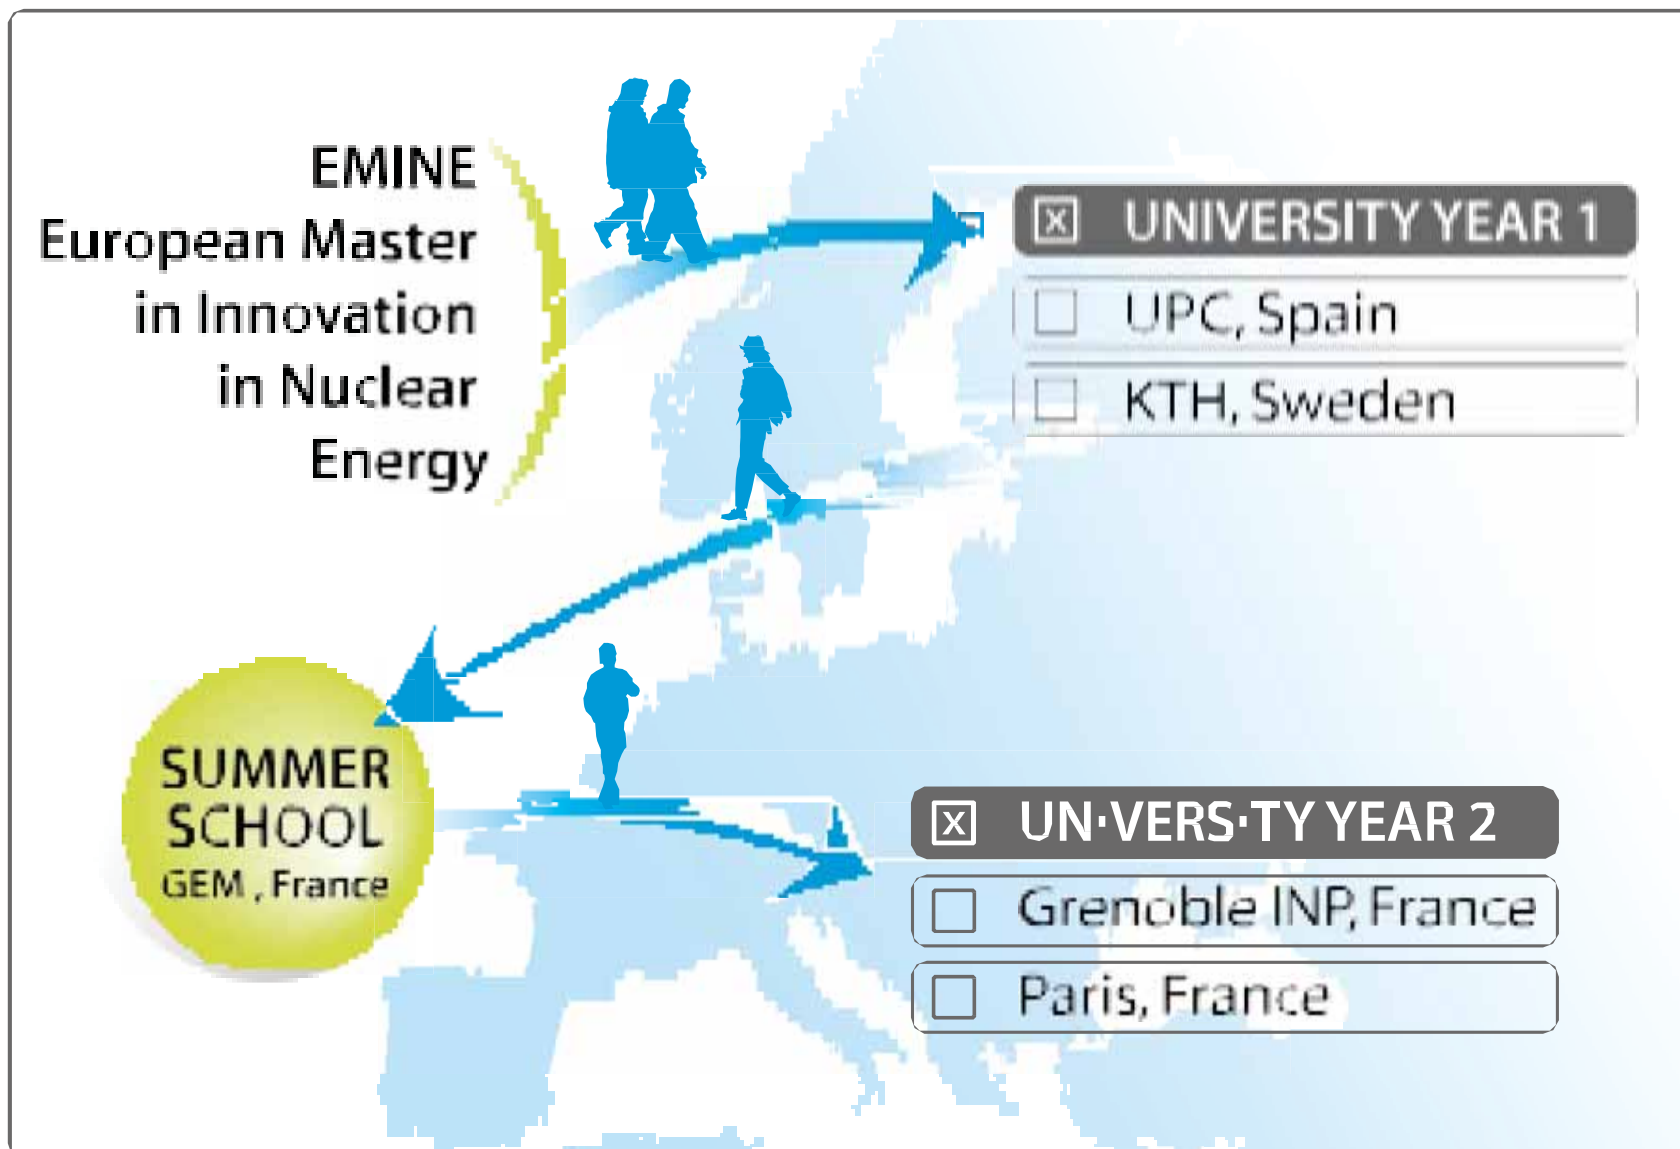 EMINE
European Master
in Innovation
in Nuclear
Energy
UNIVERSITY YEAR 1
UPC, Spain
KTH, Sweden
SUMMER
SCHOOL
GEM , France
UN·VERS·TY YEAR 2
Grenoble INP, France
Paris, France